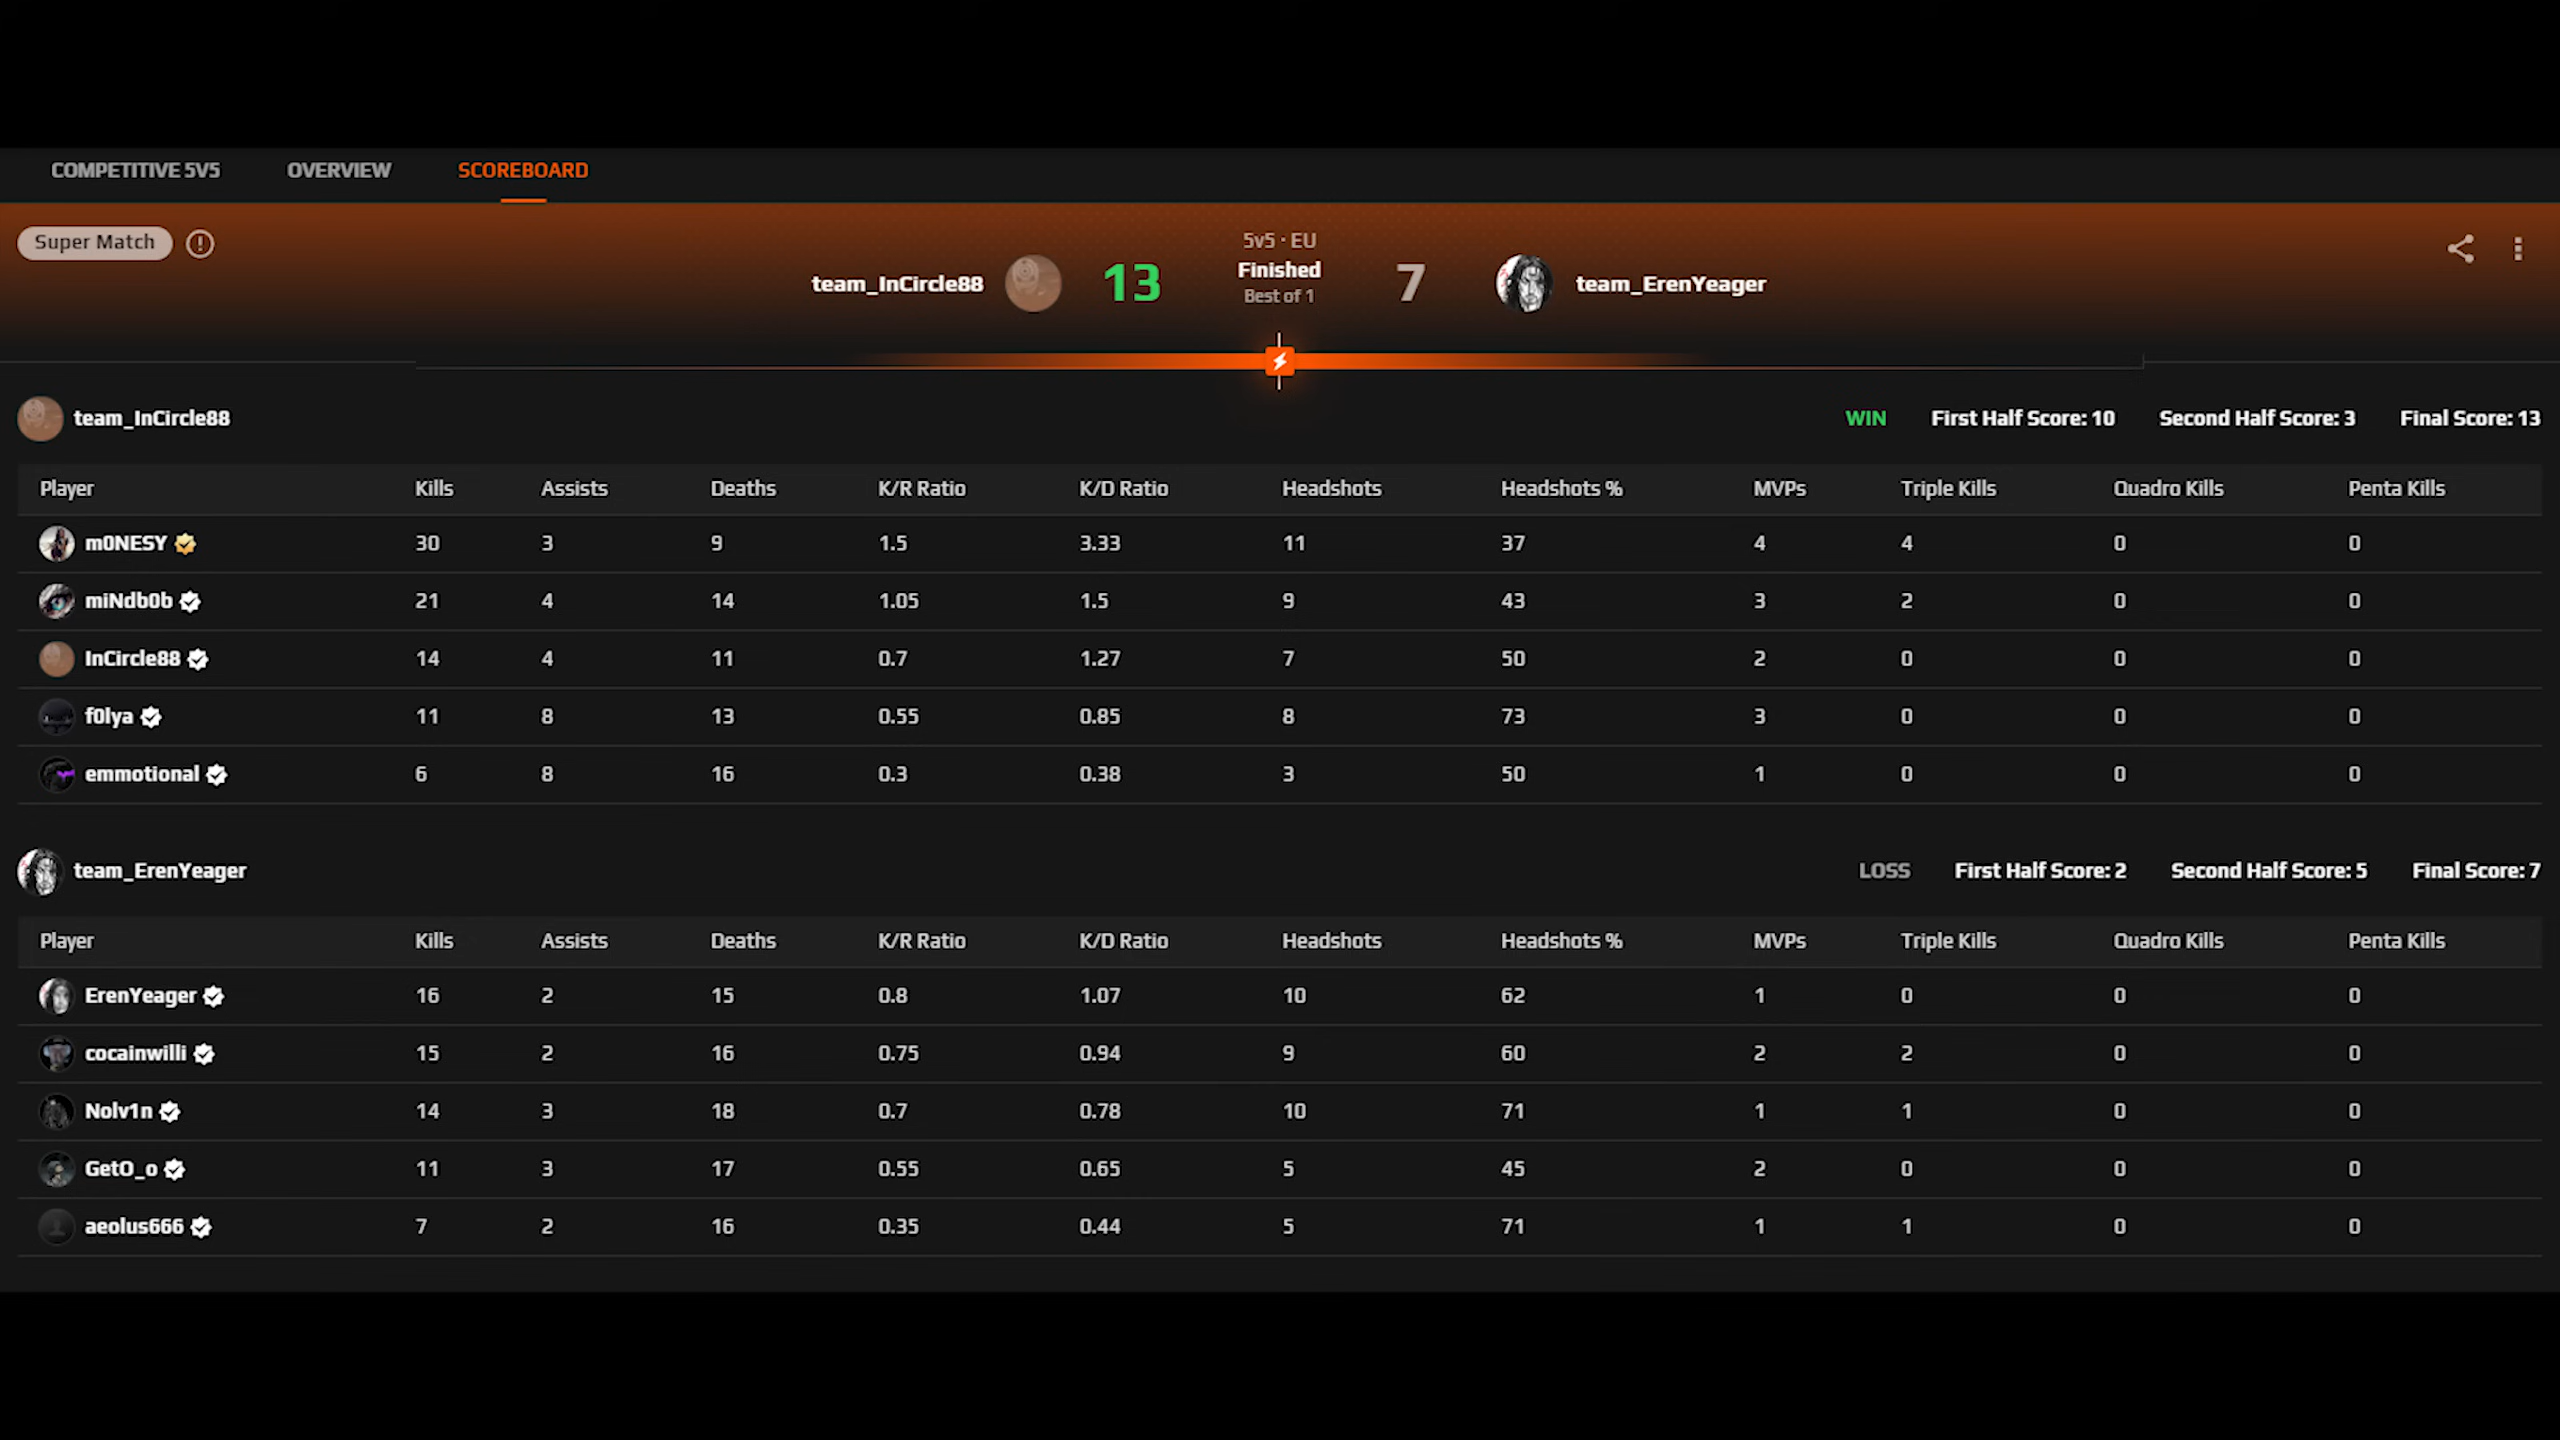 COMPETITIVE 5V5 OVERVIEW SCOREBOARD
Super Match
5v5 · EU
team_InCircle88 13 Finished 7 team_ErenYeager
Best of 1
team_InCircle88 WIN First Half Score: 10 Second Half Score: 3 Final Score: 13
Player Kills Assists Deaths K/R Ratio K/D Ratio Headshots Headshots % MVPs Triple Kills Quadro Kills Penta Kills
m0NESY 30 3 9 1.5 3.33 11 37 4 4 0 0
miNdb0b 21 4 14 1.05 1.5 9 43 3 2 0 0
InCircle88 14 4 11 0.7 1.27 7 50 2 0 0 0
f0lya 11 8 13 0.55 0.85 8 73 3 0 0 0
emmotional 6 8 16 0.3 0.38 3 50 1 0 0 0
team_ErenYeager LOSS First Half Score: 2 Second Half Score: 5 Final Score: 7
Player Kills Assists Deaths K/R Ratio K/D Ratio Headshots Headshots % MVPs Triple Kills Quadro Kills Penta Kills
ErenYeager 16 2 15 0.8 1.07 10 62 1 0 0 0
cocainwilli 15 2 16 0.75 0.94 9 60 2 2 0 0
Nolv1n 14 3 18 0.7 0.78 10 71 1 1 0 0
GetO_o 11 3 17 0.55 0.65 5 45 2 0 0 0
aeolus666 7 2 16 0.35 0.44 5 71 1 1 0 0